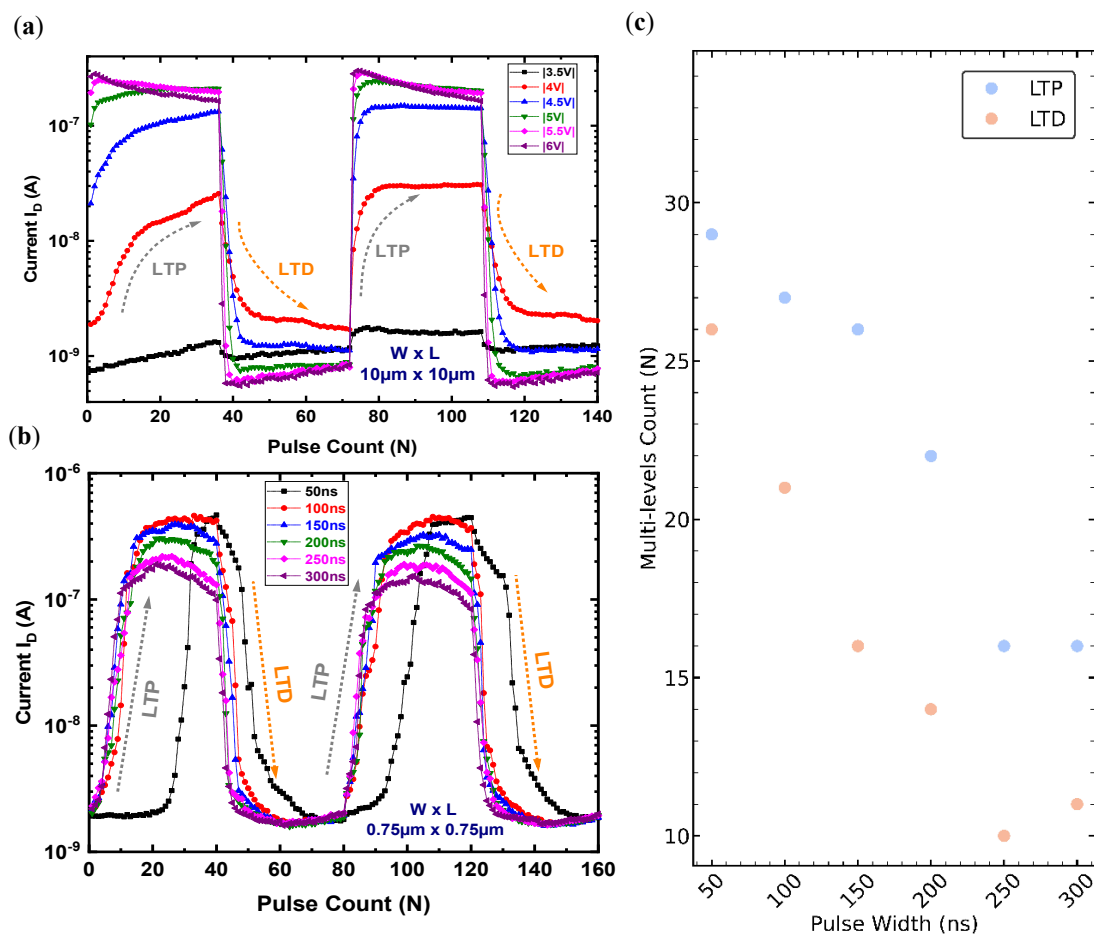 (a)
Current I_D (A)
10^-7
10^-8
10^-9
|3.5V|
|4V|
|4.5V|
|5V|
|5.5V|
|6V|
LTP
LTD
LTP
LTD
W x L
10μm x 10μm
0 20 40 60 80 100 120 140
Pulse Count (N)
(b)
Current I_D (A)
10^-6
10^-7
10^-8
10^-9
50ns
100ns
150ns
200ns
250ns
300ns
LTP
LTD
LTP
LTD
W x L
0.75μm x 0.75μm
0 20 40 60 80 100 120 140 160
Pulse Count (N)
(c)
LTP
LTD
Multi-levels Count (N)
30
25
20
15
10
50 100 150 200 250 300
Pulse Width (ns)